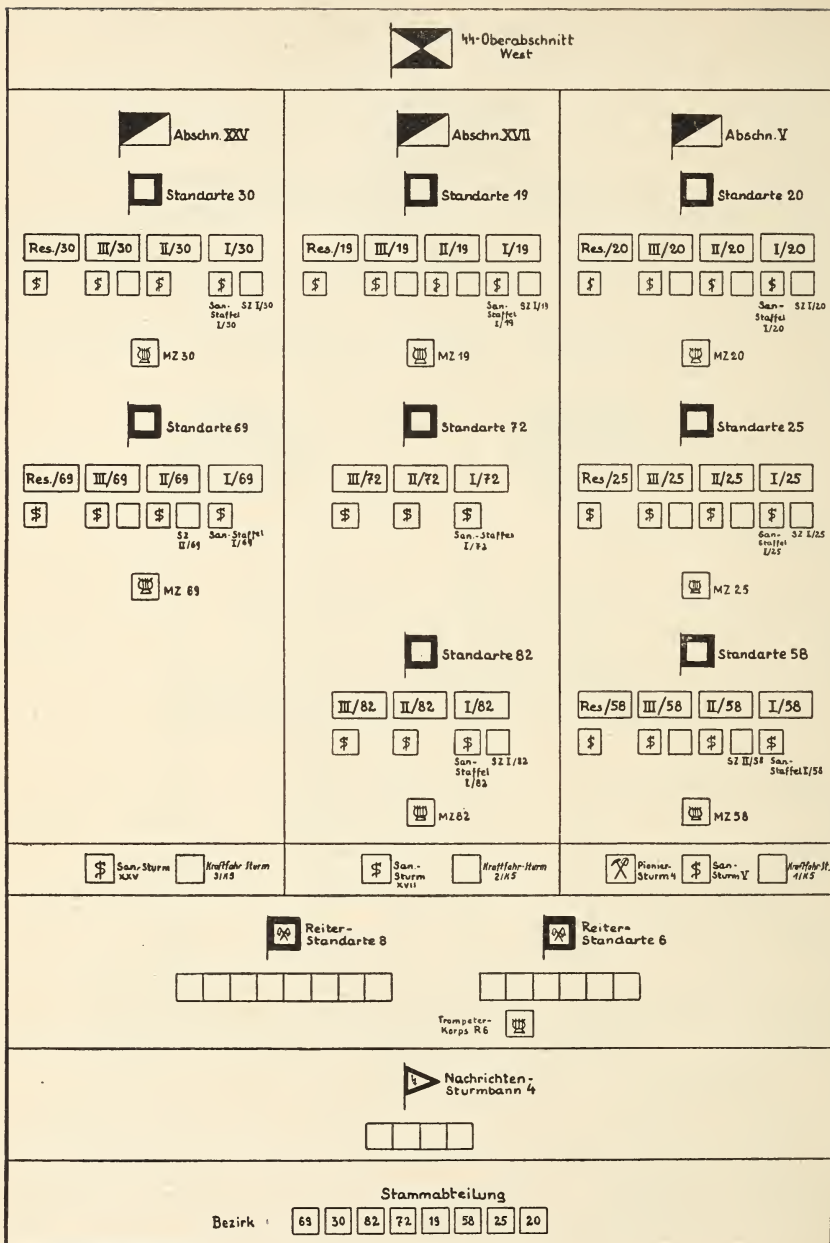 SS-Oberabschnitt
West
Abschn. XXV
Standarte 30
Res./30 III/30 II/30 I/30
San-
Staffel
I/30
SZ I/30
MZ 30
Standarte 69
Res./69 III/69 II/69 I/69
SZ
II/69
San-Staffel
I/69
MZ 69
San-Sturm
XXV
Kraftfahr-Sturm
3/K5
Abschn. XVII
Standarte 19
Res./19 III/19 II/19 I/19
San-
Staffel
I/19
SZ I/19
MZ 19
Standarte 72
III/72 II/72 I/72
San.-Staffel
I/72
Standarte 82
III/82 II/82 I/82
San-
Staffel
I/82
SZ I/82
MZ 82
San.-
Sturm
XVII
Kraftfahr-Sturm
2/K5
Abschn. V
Standarte 20
Res./20 III/20 II/20 I/20
San-
Staffel
I/20
SZ I/20
MZ 20
Standarte 25
Res/25 III/25 II/25 I/25
San-
Staffel
I/25
SZ I/25
MZ 25
Standarte 58
Res/58 III/58 II/58 I/58
SZ II/58
San-
Staffel I/58
MZ 58
Pionier-
Sturm 4
San-
Sturm V
Kraftfahr-St.
1/K5
Reiter-
Standarte 8
Reiter-
Standarte 6
Trompeter-
Korps R6
Nachrichten-
Sturmbann 4
Stammabteilung
Bezirk 69 30 82 72 19 58 25 20